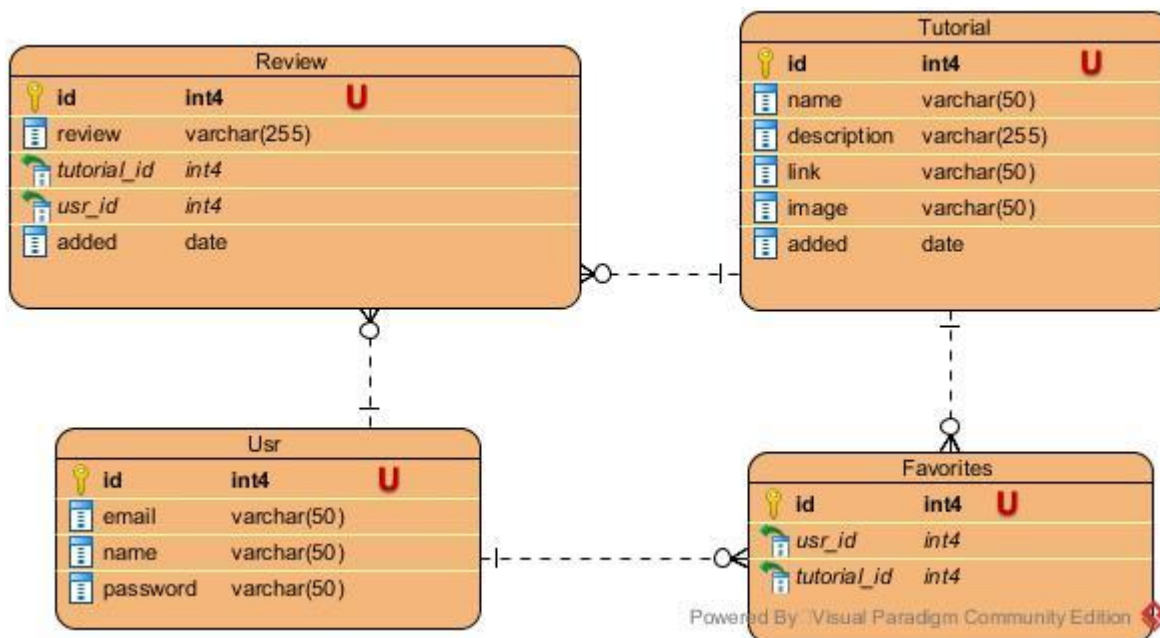 Review
id int4 U
review varchar(255)
tutorial_id int4
usr_id int4
added date
Tutorial
id int4 U
name varchar(50)
description varchar(255)
link varchar(50)
image varchar(50)
added date
Usr
id int4 U
email varchar(50)
name varchar(50)
password varchar(50)
Favorites
id int4 U
usr_id int4
tutorial_id int4
Powered By Visual Paradigm Community Edition